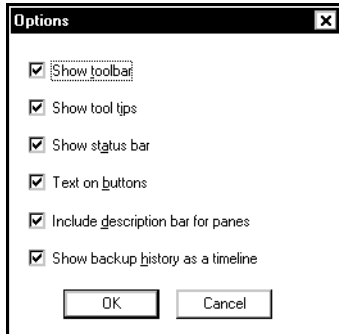 Options
Show toolbar
Show tool tips
Show status bar
Text on buttons
Include description bar for panes
Show backup history as a timeline
OK Cancel